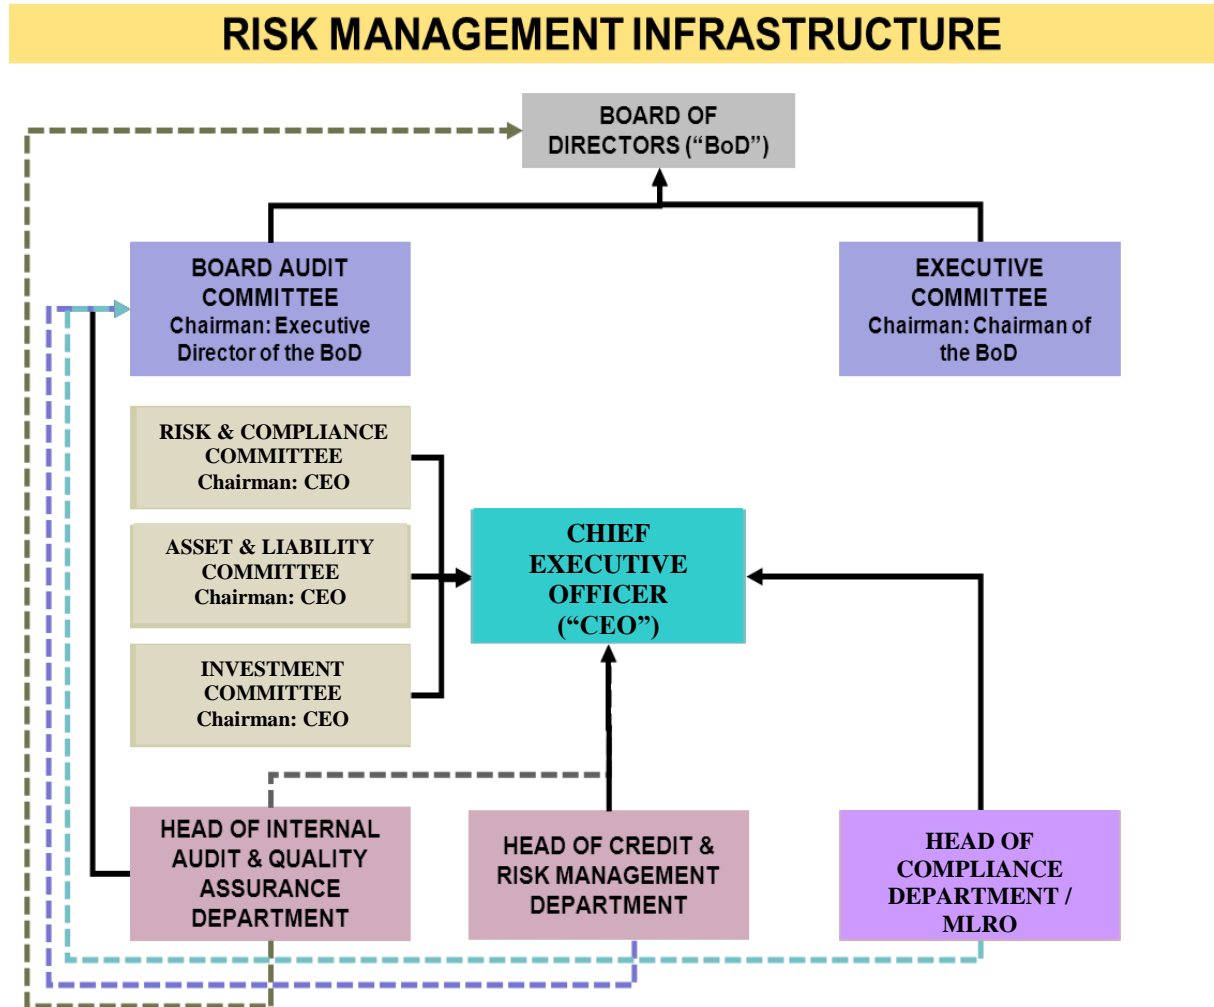 RISK MANAGEMENT INFRASTRUCTURE
BOARD OF
DIRECTORS (“BoD”)
BOARD AUDIT
COMMITTEE
Chairman: Executive
Director of the BoD
EXECUTIVE
COMMITTEE
Chairman: Chairman of
the BoD
RISK & COMPLIANCE
COMMITTEE
Chairman: CEO
ASSET & LIABILITY
COMMITTEE
Chairman: CEO
INVESTMENT
COMMITTEE
Chairman: CEO
CHIEF
EXECUTIVE
OFFICER
(“CEO”)
HEAD OF INTERNAL
AUDIT & QUALITY
ASSURANCE
DEPARTMENT
HEAD OF CREDIT &
RISK MANAGEMENT
DEPARTMENT
HEAD OF
COMPLIANCE
DEPARTMENT /
MLRO